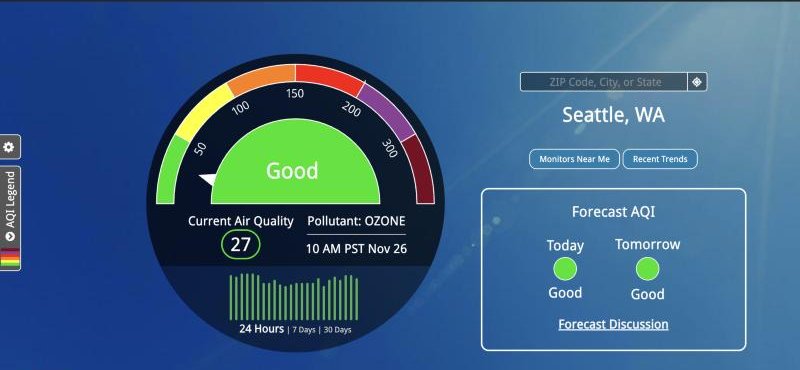 AQI Legend
50
100
150
200
300
Good
Current Air Quality
27
Pollutant: OZONE
10 AM PST Nov 26
24 Hours | 7 Days | 30 Days
ZIP Code, City, or State
Seattle, WA
Monitors Near Me
Recent Trends
Forecast AQI
Today
Tomorrow
Good
Good
Forecast Discussion